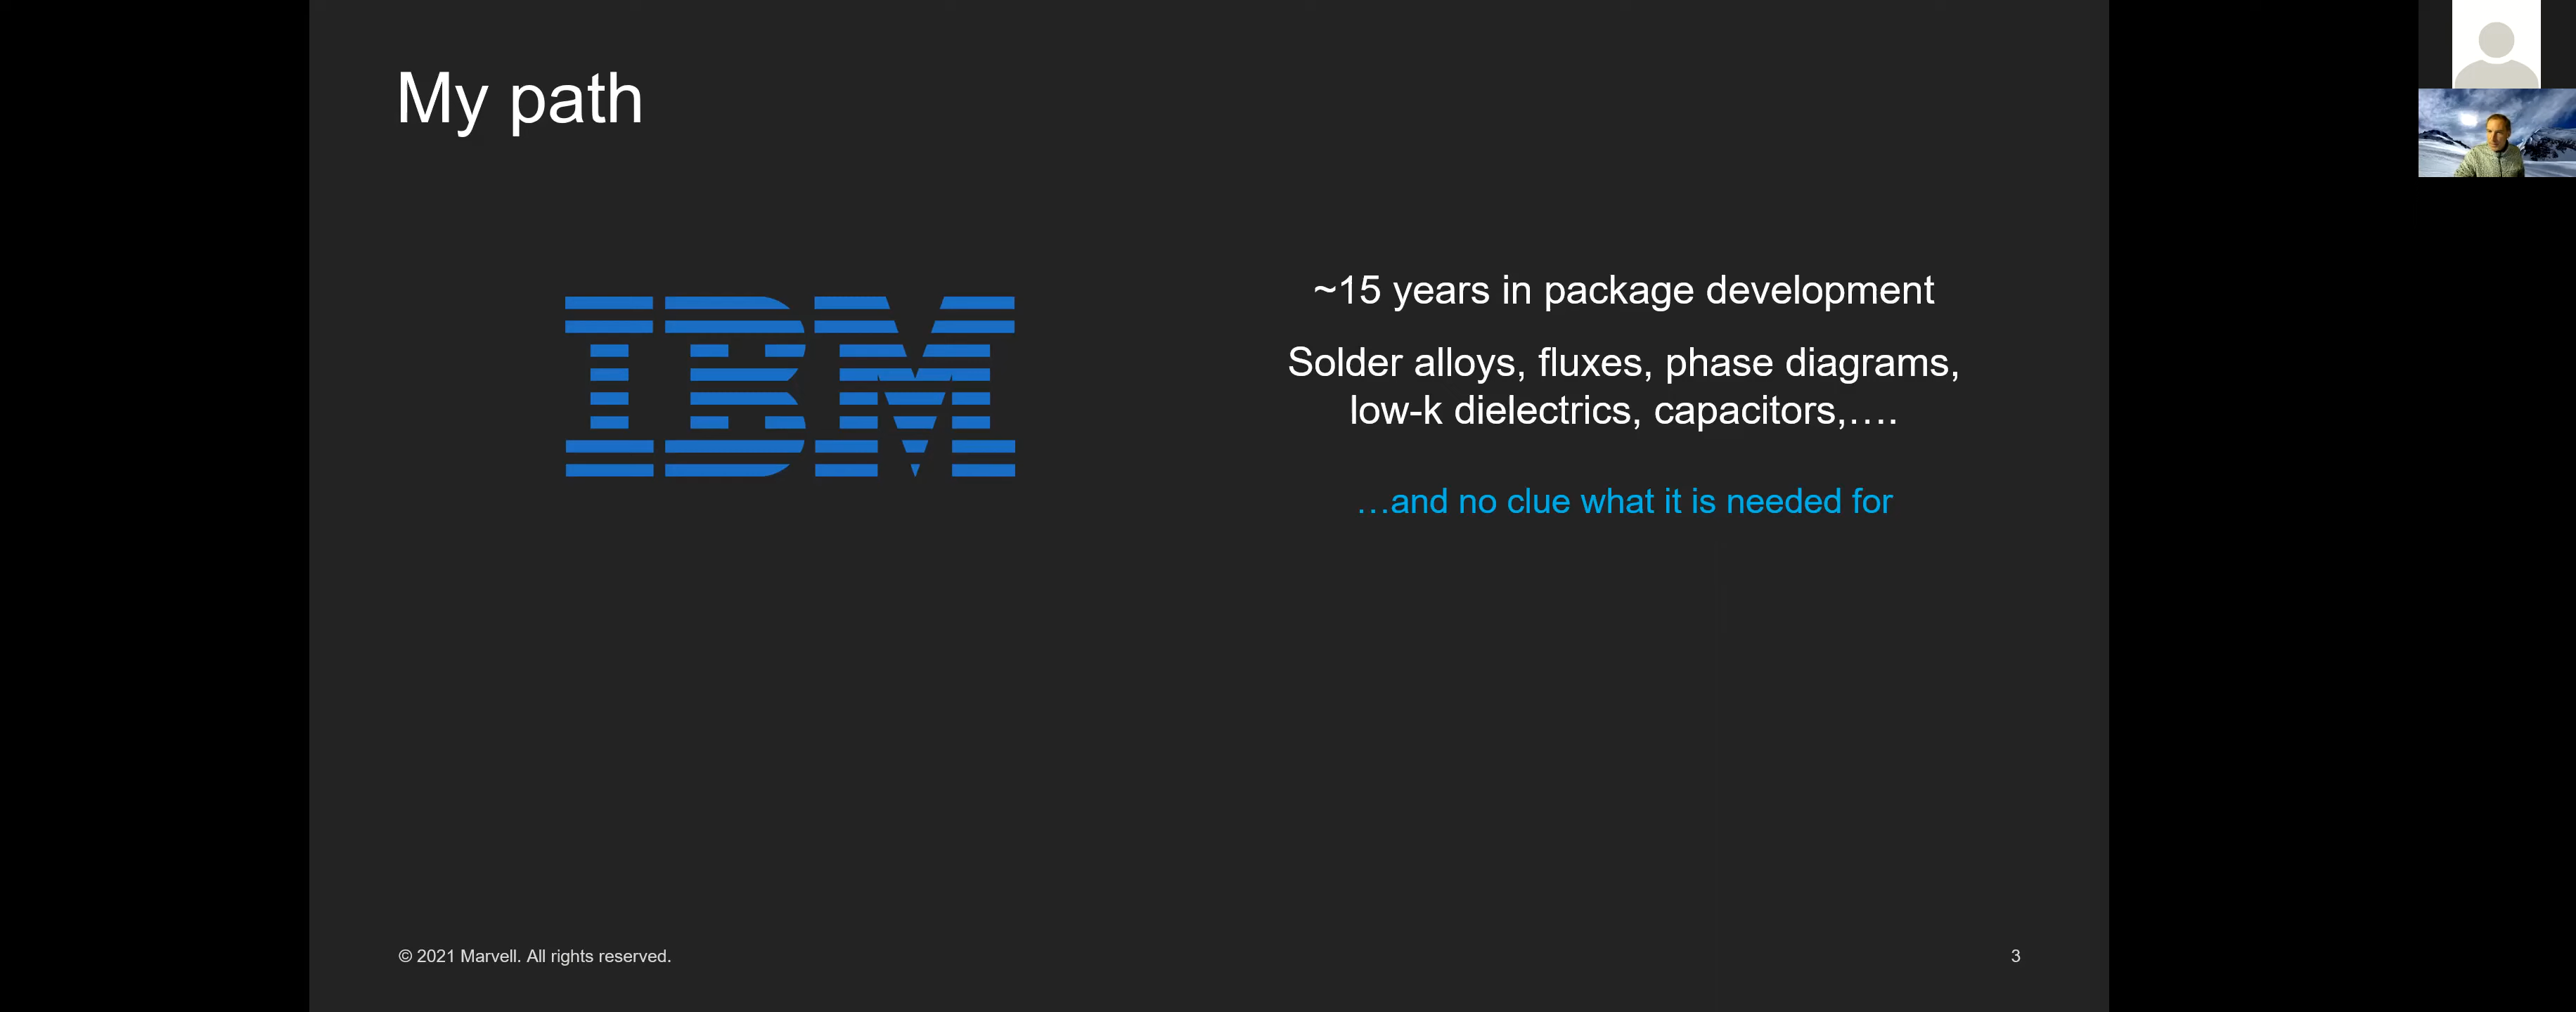 My path
IBM
~15 years in package development
Solder alloys, fluxes, phase diagrams,
low-k dielectrics, capacitors,….
…and no clue what it is needed for
© 2021 Marvell. All rights reserved.
3